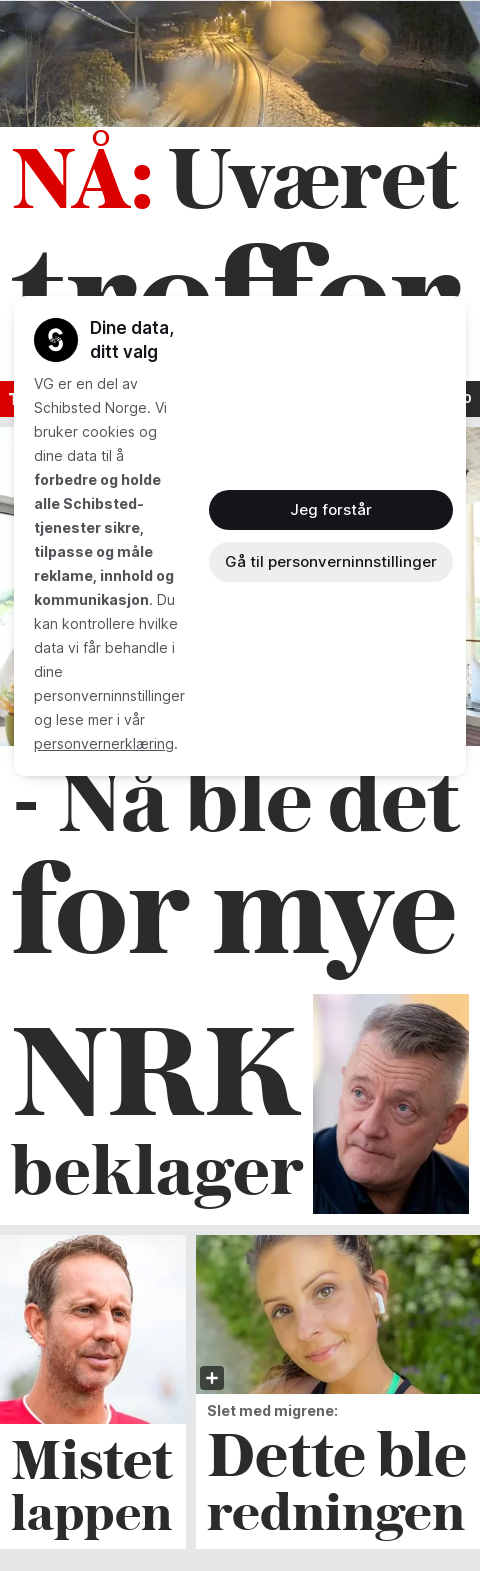 NÅ: Uværet
treffer
Dine data,
ditt valg
VG er en del av
Schibsted Norge. Vi
bruker cookies og
dine data til å
forbedre og holde
alle Schibsted-
tjenester sikre,
tilpasse og måle
reklame, innhold og
kommunikasjon. Du
kan kontrollere hvilke
data vi får behandle i
dine
personverninnstillinger
og lese mer i vår
personvernerklæring.
Jeg forstår
Gå til personverninnstillinger
- Nå ble det
for mye
NRK
beklager
Mistet
lappen
Slet med migrene:
Dette ble
redningen